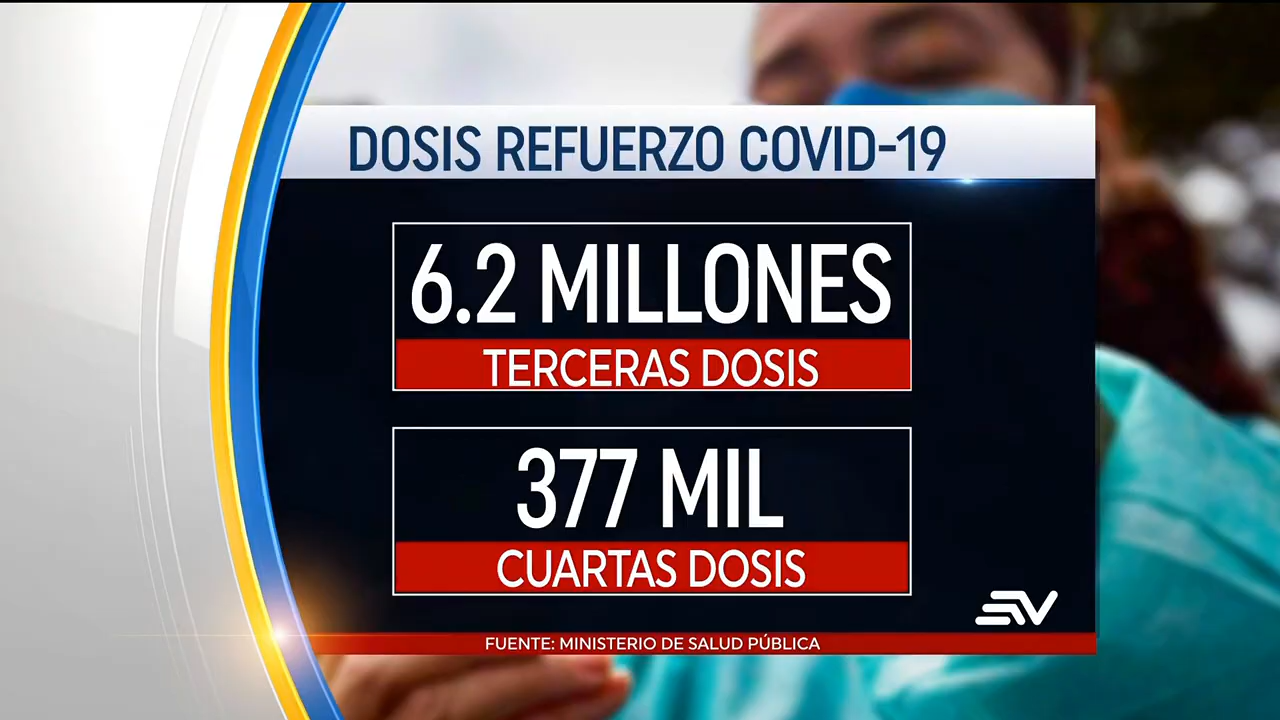 DOSIS REFUERZO COVID-19
6.2 MILLONES
TERCERAS DOSIS
377 MIL
CUARTAS DOSIS
FUENTE: MINISTERIO DE SALUD PÚBLICA